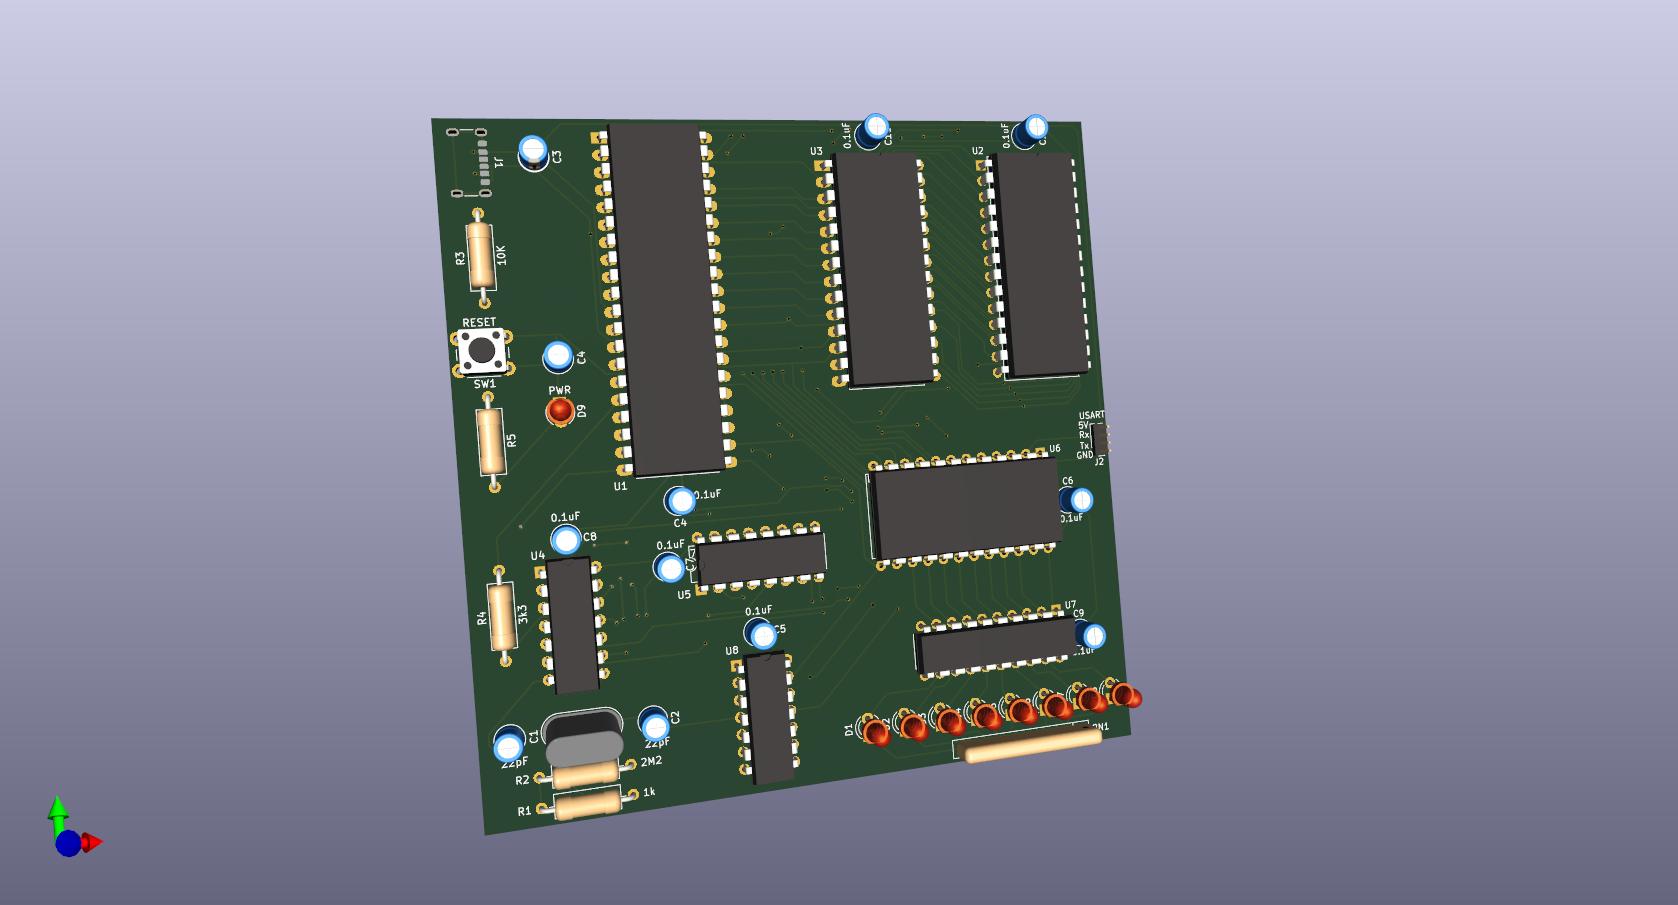 0.1uF
0.1uF
C3
J1
U3
U2
R3
10K
RESET
C4
SW1
PWR
D9
R5
USART
5V
Rx
Tx
GND
J2
U6
U1
C6
0.1uF
0.1uF
C4
0.1uF
C8
0.1uF
C7
U4
U5
R4
3k3
0.1uF
C5
U7
C9
U8
D1
C1
22pF
C2
22pF
R2
2M2
R1
1k